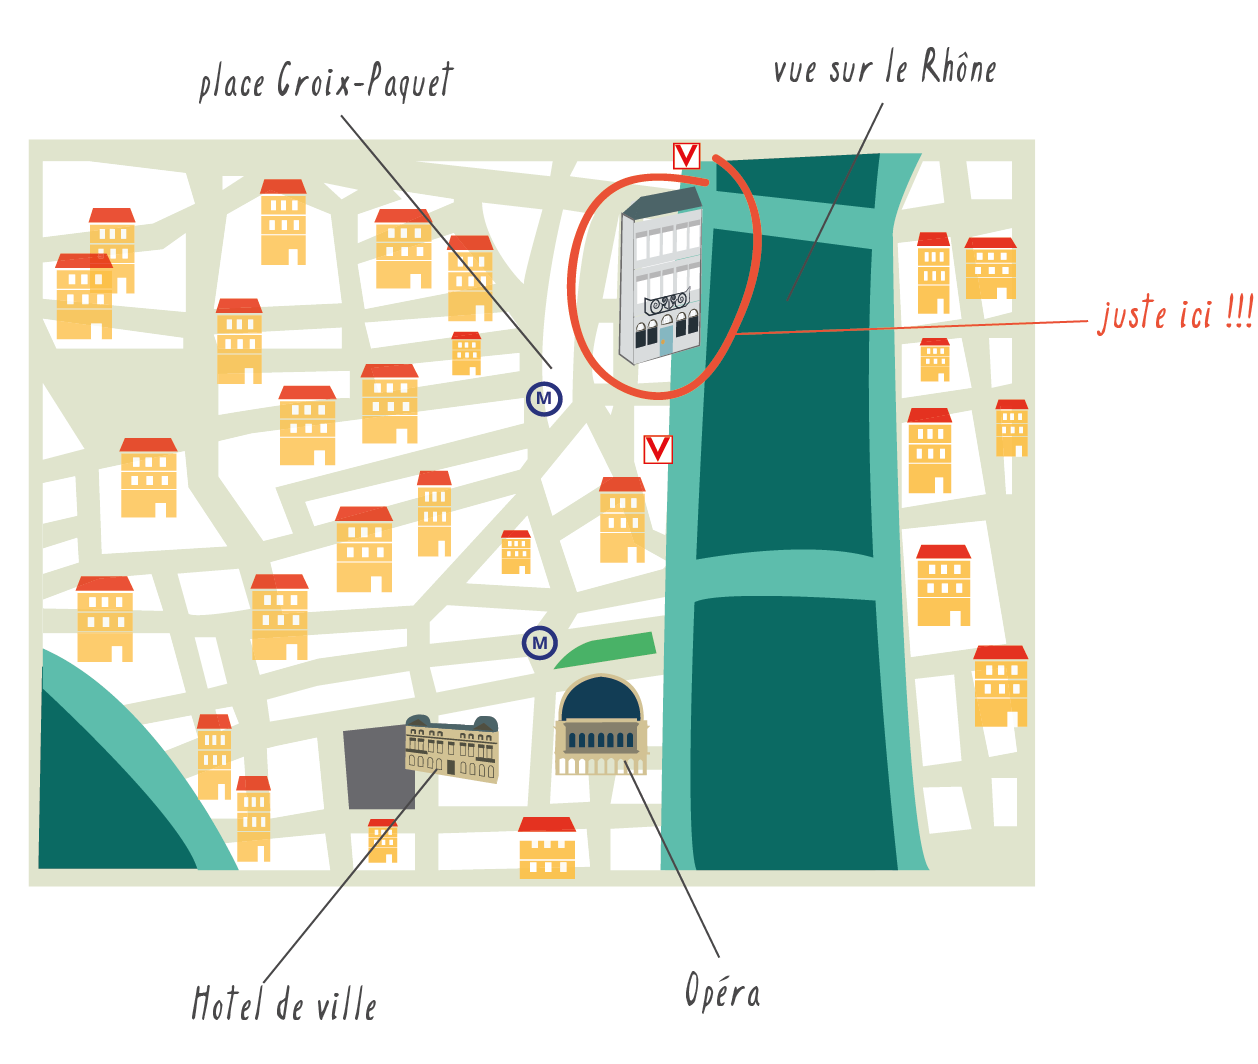 place Croix-Paquet
vue sur le Rhône
V
juste ici !!!
M
V
M
Hotel de ville
Opéra